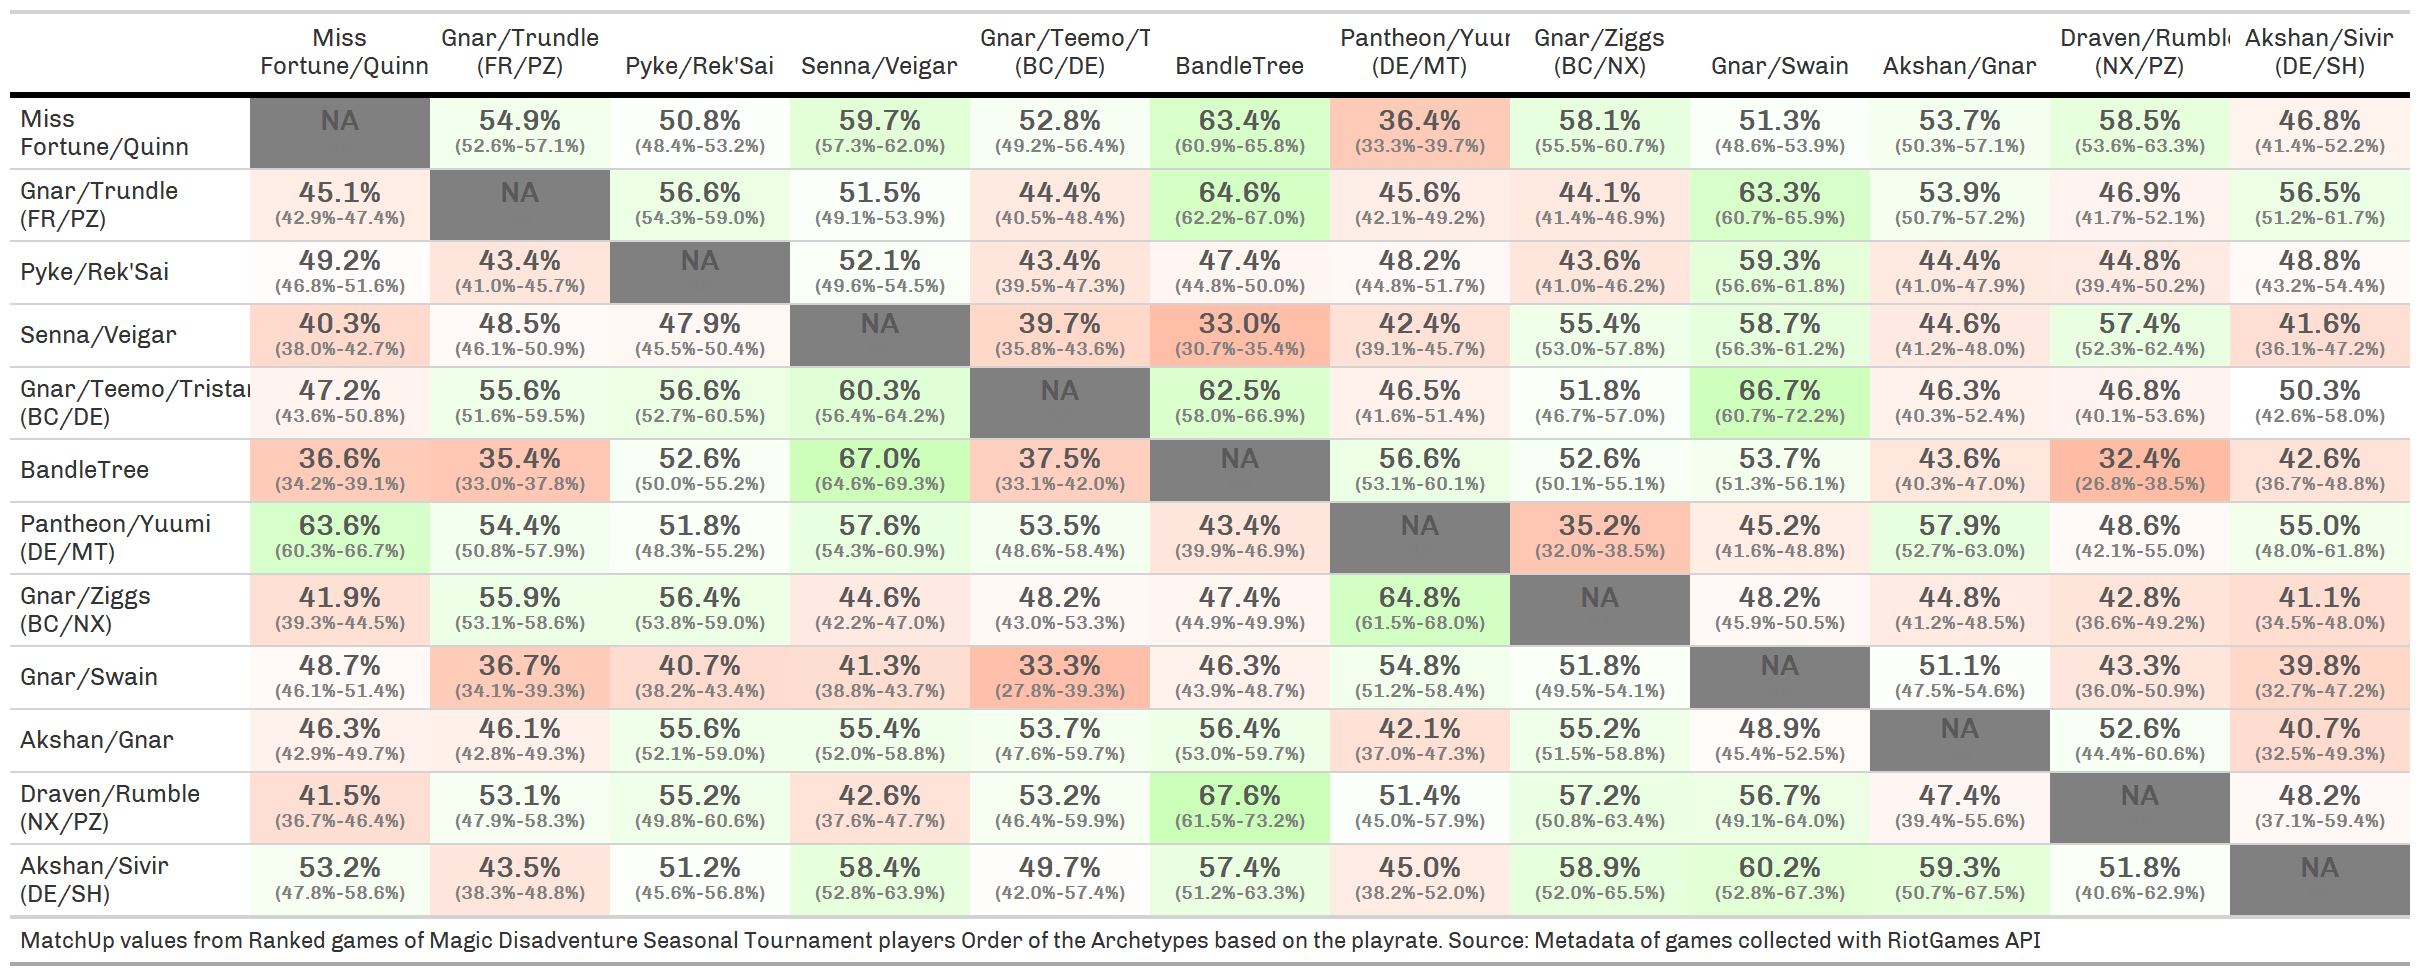 Miss Fortune/Quinn Gnar/Trundle (FR/PZ) Pyke/Rek'Sai Senna/Veigar Gnar/Teemo/T (BC/DE) BandleTree Pantheon/Yuur (DE/MT) Gnar/Ziggs (BC/NX) Gnar/Swain Akshan/Gnar Draven/Rumble (NX/PZ) Akshan/Sivir (DE/SH)
Miss Fortune/Quinn NA 54.9% 50.8% 59.7% 52.8% 63.4% 36.4% 58.1% 51.3% 53.7% 58.5% 46.8%
(52.6%-57.1%) (48.4%-53.2%) (57.3%-62.0%) (49.2%-56.4%) (60.9%-65.8%) (33.3%-39.7%) (55.5%-60.7%) (48.6%-53.9%) (50.3%-57.1%) (53.6%-63.3%) (41.4%-52.2%)
Gnar/Trundle (FR/PZ) 45.1% NA 56.6% 51.5% 44.4% 64.6% 45.6% 44.1% 63.3% 53.9% 46.9% 56.5%
(42.9%-47.4%) (54.3%-59.0%) (49.1%-53.9%) (40.5%-48.4%) (62.2%-67.0%) (42.1%-49.2%) (41.4%-46.9%) (60.7%-65.9%) (50.7%-57.2%) (41.7%-52.1%) (51.2%-61.7%)
Pyke/Rek'Sai 49.2% 43.4% NA 52.1% 43.4% 47.4% 48.2% 43.6% 59.3% 44.4% 44.8% 48.8%
(46.8%-51.6%) (41.0%-45.7%) (49.6%-54.5%) (39.5%-47.3%) (44.8%-50.0%) (44.8%-51.7%) (41.0%-46.2%) (56.6%-61.8%) (41.0%-47.9%) (39.4%-50.2%) (43.2%-54.4%)
Senna/Veigar 40.3% 48.5% 47.9% NA 39.7% 33.0% 42.4% 55.4% 58.7% 44.6% 57.4% 41.6%
(38.0%-42.7%) (46.1%-50.9%) (45.5%-50.4%) (35.8%-43.6%) (30.7%-35.4%) (39.1%-45.7%) (53.0%-57.8%) (56.3%-61.2%) (41.2%-48.0%) (52.3%-62.4%) (36.1%-47.2%)
Gnar/Teemo/Tristar (BC/DE) 47.2% 55.6% 56.6% 60.3% NA 62.5% 46.5% 51.8% 66.7% 46.3% 46.8% 50.3%
(43.6%-50.8%) (51.6%-59.5%) (52.7%-60.5%) (56.4%-64.2%) (58.0%-66.9%) (41.6%-51.4%) (46.7%-57.0%) (60.7%-72.2%) (40.3%-52.4%) (40.1%-53.6%) (42.6%-58.0%)
BandleTree 36.6% 35.4% 52.6% 67.0% 37.5% NA 56.6% 52.6% 53.7% 43.6% 32.4% 42.6%
(34.2%-39.1%) (33.0%-37.8%) (50.0%-55.2%) (64.6%-69.3%) (33.1%-42.0%) (53.1%-60.1%) (50.1%-55.1%) (51.3%-56.1%) (40.3%-47.0%) (26.8%-38.5%) (36.7%-48.8%)
Pantheon/Yuumi (DE/MT) 63.6% 54.4% 51.8% 57.6% 53.5% 43.4% NA 35.2% 45.2% 57.9% 48.6% 55.0%
(60.3%-66.7%) (50.8%-57.9%) (48.3%-55.2%) (54.3%-60.9%) (48.6%-58.4%) (39.9%-46.9%) (32.0%-38.5%) (41.6%-48.8%) (52.7%-63.0%) (42.1%-55.0%) (48.0%-61.8%)
Gnar/Ziggs (BC/NX) 41.9% 55.9% 56.4% 44.6% 48.2% 47.4% 64.8% NA 48.2% 44.8% 42.8% 41.1%
(39.3%-44.5%) (53.1%-58.6%) (53.8%-59.0%) (42.2%-47.0%) (43.0%-53.3%) (44.9%-49.9%) (61.5%-68.0%) (45.9%-50.5%) (41.2%-48.5%) (36.6%-49.2%) (34.5%-48.0%)
Gnar/Swain 48.7% 36.7% 40.7% 41.3% 33.3% 46.3% 54.8% 51.8% NA 51.1% 43.3% 39.8%
(46.1%-51.4%) (34.1%-39.3%) (38.2%-43.4%) (38.8%-43.7%) (27.8%-39.3%) (43.9%-48.7%) (51.2%-58.4%) (49.5%-54.1%) (47.5%-54.6%) (36.0%-50.9%) (32.7%-47.2%)
Akshan/Gnar 46.3% 46.1% 55.6% 55.4% 53.7% 56.4% 42.1% 55.2% 48.9% NA 52.6% 40.7%
(42.9%-49.7%) (42.8%-49.3%) (52.1%-59.0%) (52.0%-58.8%) (47.6%-59.7%) (53.0%-59.7%) (37.0%-47.3%) (51.5%-58.8%) (45.4%-52.5%) (44.4%-60.6%) (32.5%-49.3%)
Draven/Rumble (NX/PZ) 41.5% 53.1% 55.2% 42.6% 53.2% 67.6% 51.4% 57.2% 56.7% 47.4% NA 48.2%
(36.7%-46.4%) (47.9%-58.3%) (49.8%-60.6%) (37.6%-47.7%) (46.4%-59.9%) (61.5%-73.2%) (45.0%-57.9%) (50.8%-63.4%) (49.1%-64.0%) (39.4%-55.6%) (37.1%-59.4%)
Akshan/Sivir (DE/SH) 53.2% 43.5% 51.2% 58.4% 49.7% 57.4% 45.0% 58.9% 60.2% 59.3% 51.8% NA
(47.8%-58.6%) (38.3%-48.8%) (45.6%-56.8%) (52.8%-63.9%) (42.0%-57.4%) (51.2%-63.3%) (38.2%-52.0%) (52.0%-65.5%) (52.8%-67.3%) (50.7%-67.5%) (40.6%-62.9%)
MatchUp values from Ranked games of Magic Disadventure Seasonal Tournament players Order of the Archetypes based on the playrate. Source: Metadata of games collected with RiotGames API